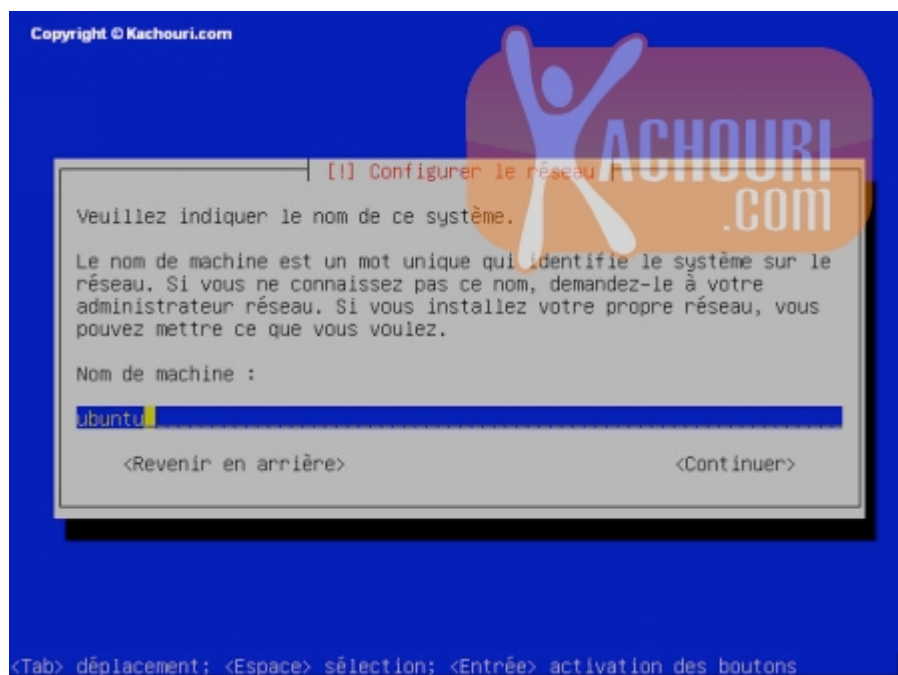 Copyright © Kachouri.com
KACHOURI
.com
[!] Configurer le réseau
Veuillez indiquer le nom de ce système.
Le nom de machine est un mot unique qui identifie le système sur le
réseau. Si vous ne connaissez pas ce nom, demandez-le à votre
administrateur réseau. Si vous installez votre propre réseau, vous
pouvez mettre ce que vous voulez.
Nom de machine :
ubuntu
<Revenir en arrière> <Continuer>
<Tab> déplacement; <Espace> sélection; <Entrée> activation des boutons